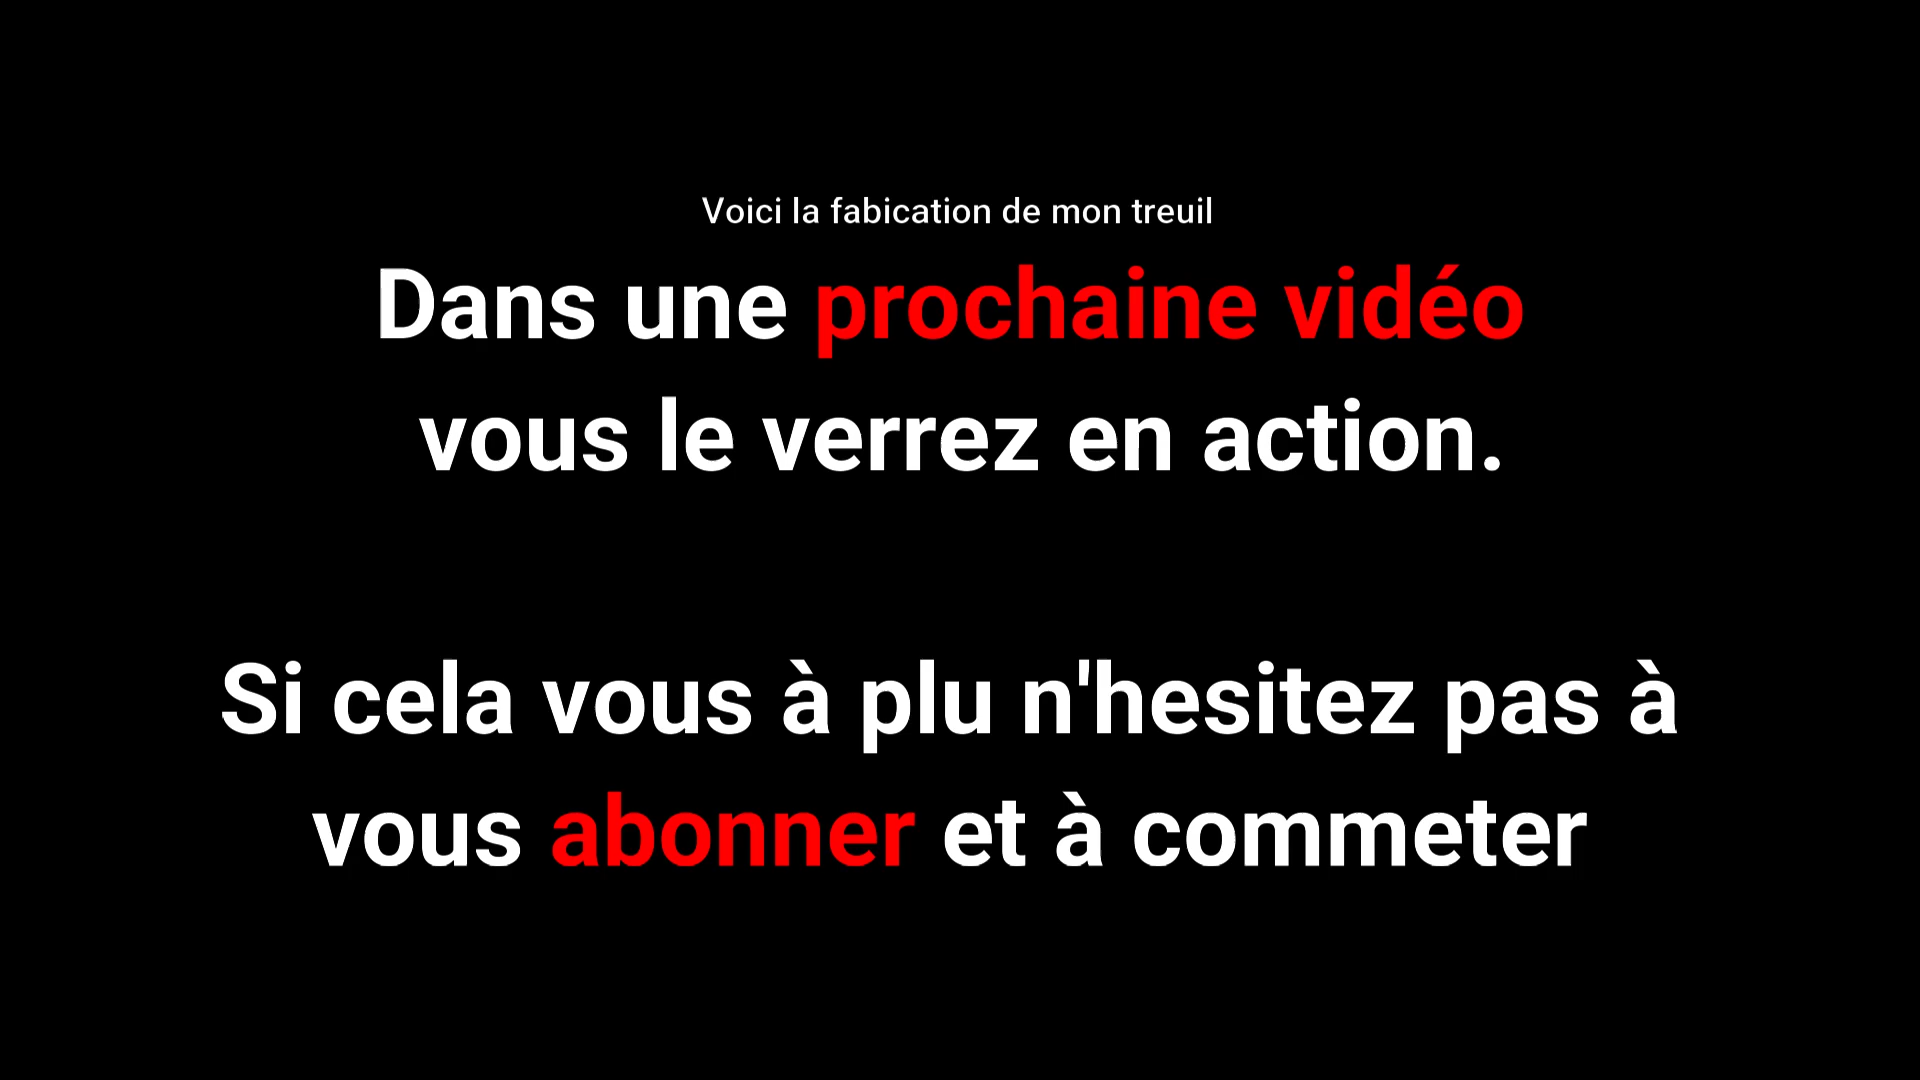 Voici la fabication de mon treuil
Dans une prochaine vidéo
vous le verrez en action.
Si cela vous à plu n'hesitez pas à
vous abonner et à commeter